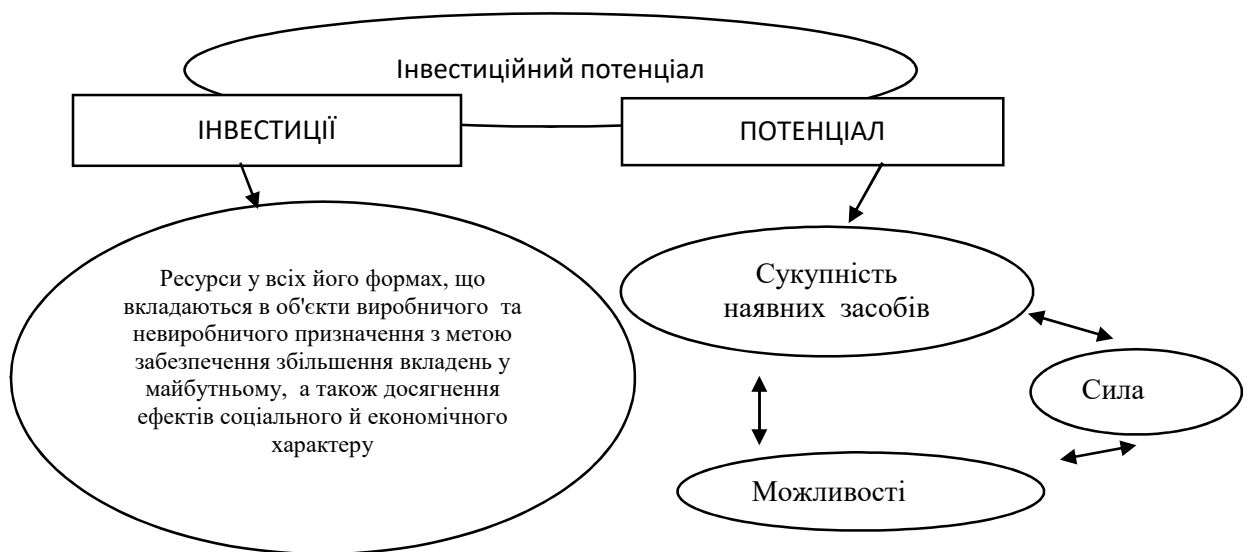 Інвестиційний потенціал
ІНВЕСТИЦІЇ
ПОТЕНЦІАЛ
Ресурси у всіх його формах, що
вкладаються в об'єкти виробничого та
невиробничого призначення з метою
забезпечення збільшення вкладень у
майбутньому, а також досягнення
ефектів соціального й економічного
характеру
Сукупність
наявних засобів
Сила
Можливості